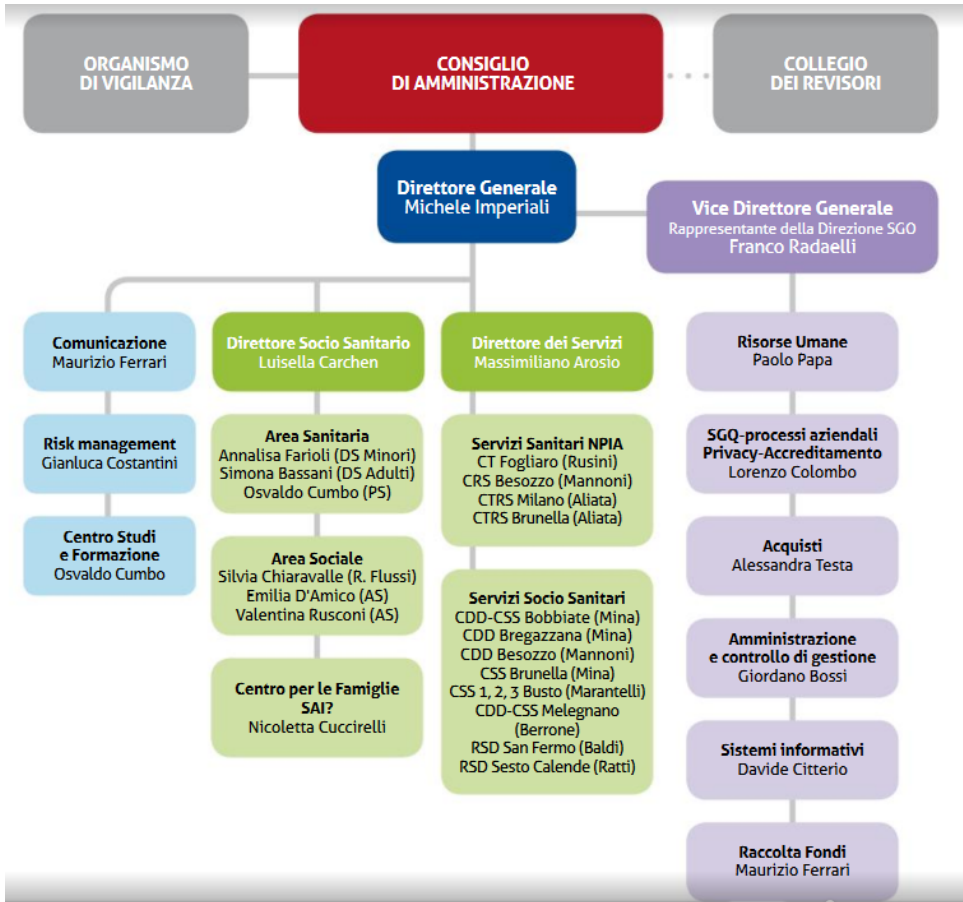 ORGANISMO
DI VIGILANZA
CONSIGLIO
DI AMMINISTRAZIONE
COLLEGIO
DEI REVISORI
Direttore Generale
Michele Imperiali
Vice Direttore Generale
Rappresentante della Direzione SGQ
Franco Radaelli
Comunicazione
Maurizio Ferrari
Risk management
Gianluca Costantini
Centro Studi
e Formazione
Osvaldo Cumbo
Direttore Socio Sanitario
Luisella Carchen
Area Sanitaria
Annalisa Farioli (DS Minori)
Simona Bassani (DS Adulti)
Osvaldo Cumbo (PS)
Area Sociale
Silvia Chiaravalle (R. Flussi)
Emilia D'Amico (AS)
Valentina Rusconi (AS)
Centro per le Famiglie
SAI?
Nicoletta Cuccirelli
Direttore dei Servizi
Massimiliano Arosio
Servizi Sanitari NPIA
CT Fogliaro (Rusini)
CRS Besozzo (Mannoni)
CTRS Milano (Aliata)
CTRS Brunella (Aliata)
Servizi Socio Sanitari
CDD-CSS Bobbiate (Mina)
CDD Bregazzana (Mina)
CDD Besozzo (Mannoni)
CSS Brunella (Mina)
CSS 1, 2, 3 Busto (Marantelli)
CDD-CSS Melegnano
(Berrone)
RSD San Fermo (Baldi)
RSD Sesto Calende (Ratti)
Risorse Umane
Paolo Papa
SGQ-processi aziendali
Privacy-Accreditamento
Lorenzo Colombo
Acquisti
Alessandra Testa
Amministrazione
e controllo di gestione
Giordano Bossi
Sistemi informativi
Davide Citterio
Raccolta Fondi
Maurizio Ferrari